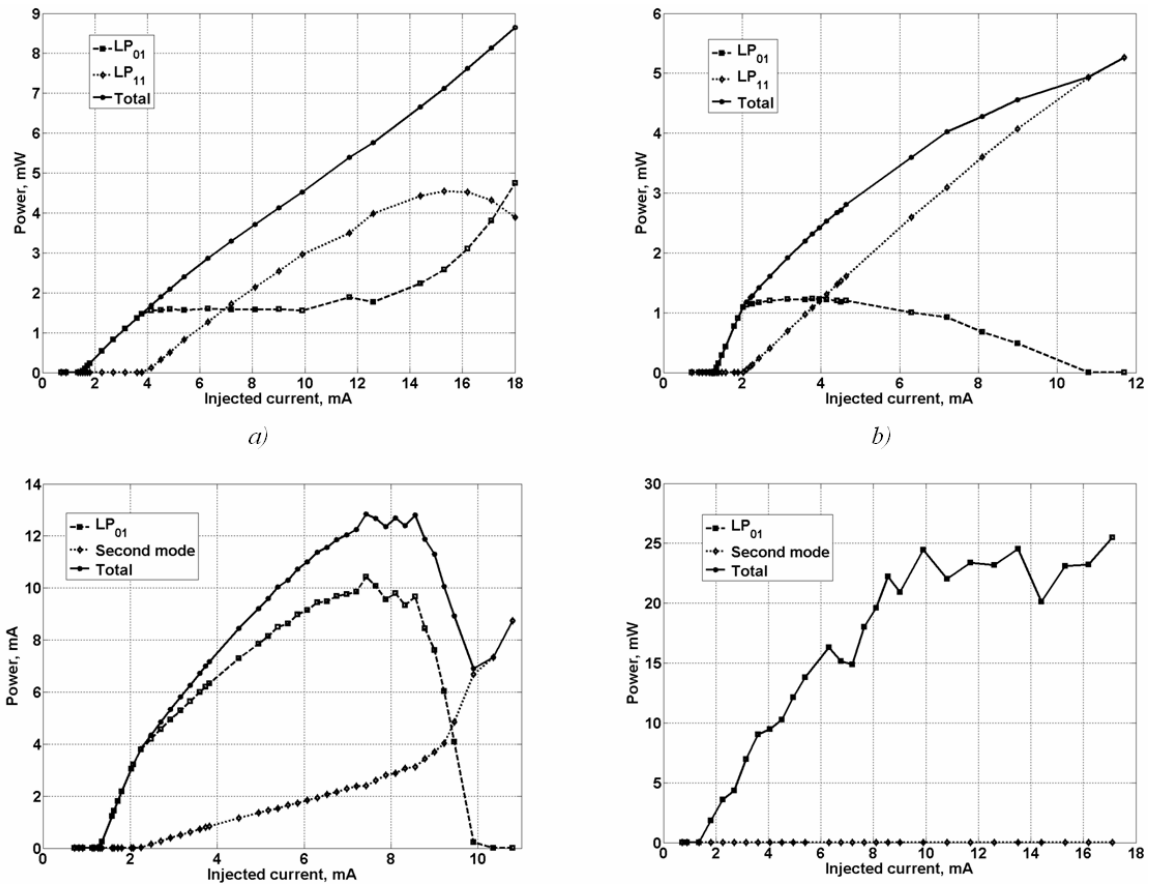 9
8
7
6
5
4
3
2
1
0
Power, mW
LP01
LP11
Total
0 2 4 6 8 10 12 14 16 18
Injected current, mA
a)
6
5
4
3
2
1
0
Power, mW
LP01
LP11
Total
0 2 4 6 8 10 12
Injected current, mA
b)
14
12
10
8
6
4
2
0
Power, mA
LP01
Second mode
Total
0 2 4 6 8 10
Injected current, mA
30
25
20
15
10
5
0
Power, mW
LP01
Second mode
Total
0 2 4 6 8 10 12 14 16 18
Injected current, mA